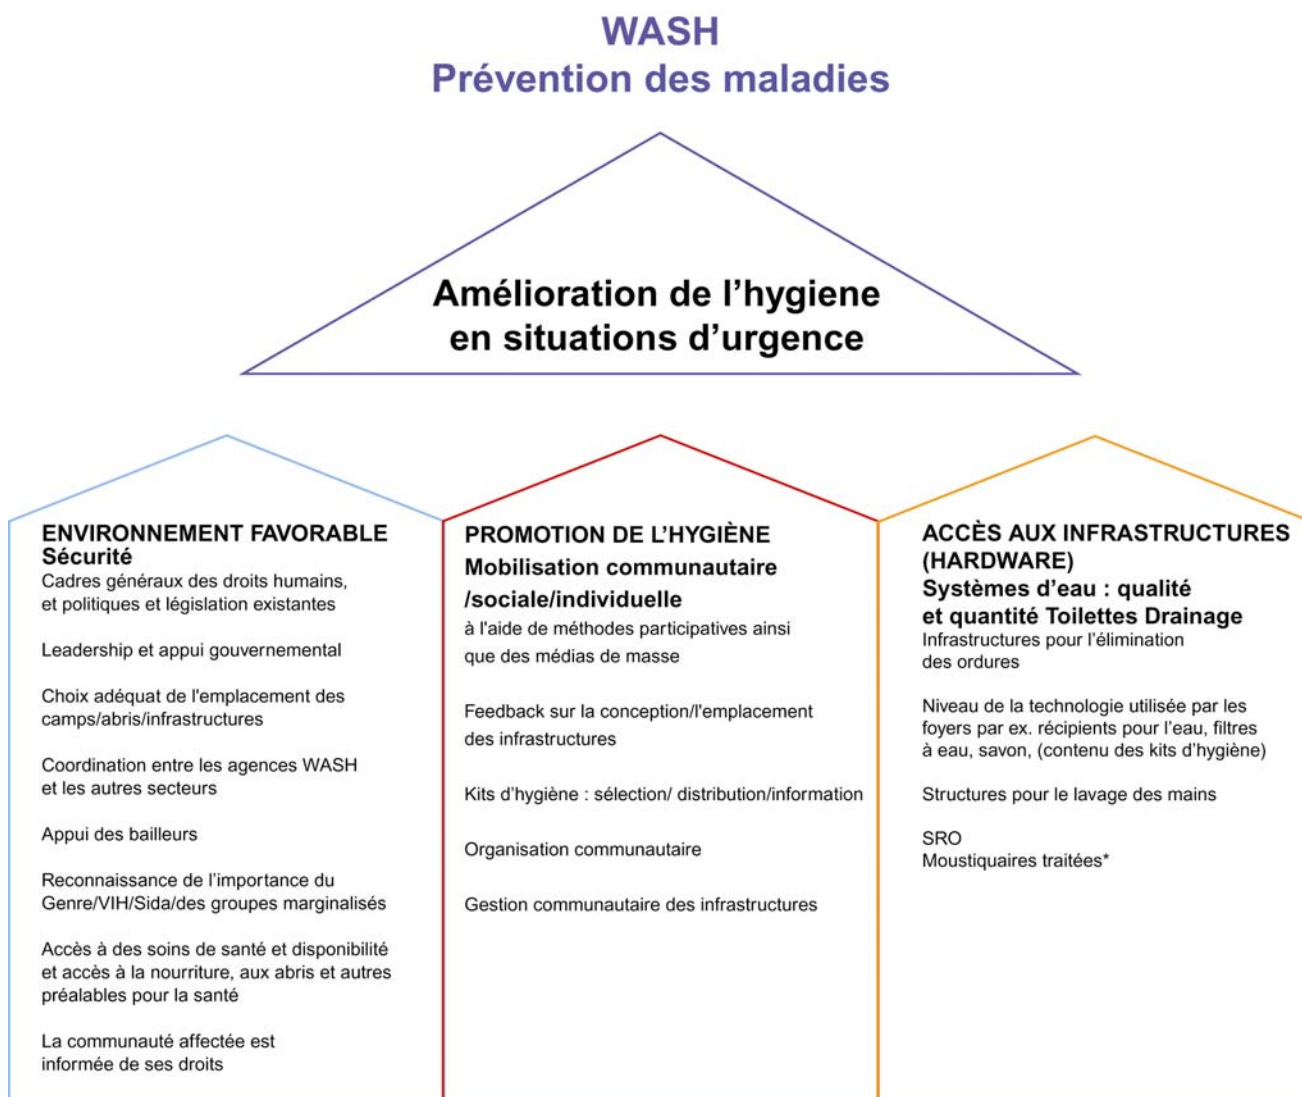 WASH
Prévention des maladies
Amélioration de l’hygiene
en situations d’urgence
ENVIRONNEMENT FAVORABLE
Sécurité
Cadres généraux des droits humains,
et politiques et législation existantes
Leadership et appui gouvernemental
Choix adéquat de l'emplacement des
camps/abris/infrastructures
Coordination entre les agences WASH
et les autres secteurs
Appui des bailleurs
Reconnaissance de l’importance du
Genre/VIH/Sida/des groupes marginalisés
Accès à des soins de santé et disponibilité
et accès à la nourriture, aux abris et autres
préalables pour la santé
La communauté affectée est
informée de ses droits
PROMOTION DE L’HYGIÈNE
Mobilisation communautaire
/sociale/individuelle
à l'aide de méthodes participatives ainsi
que des médias de masse
Feedback sur la conception/l'emplacement
des infrastructures
Kits d’hygiène : sélection/ distribution/information
Organisation communautaire
Gestion communautaire des infrastructures
ACCÈS AUX INFRASTRUCTURES
(HARDWARE)
Systèmes d’eau : qualité
et quantité Toilettes Drainage
Infrastructures pour l’élimination
des ordures
Niveau de la technologie utilisée par les
foyers par ex. récipients pour l’eau, filtres
à eau, savon, (contenu des kits d’hygiène)
Structures pour le lavage des mains
SRO
Moustiquaires traitées*